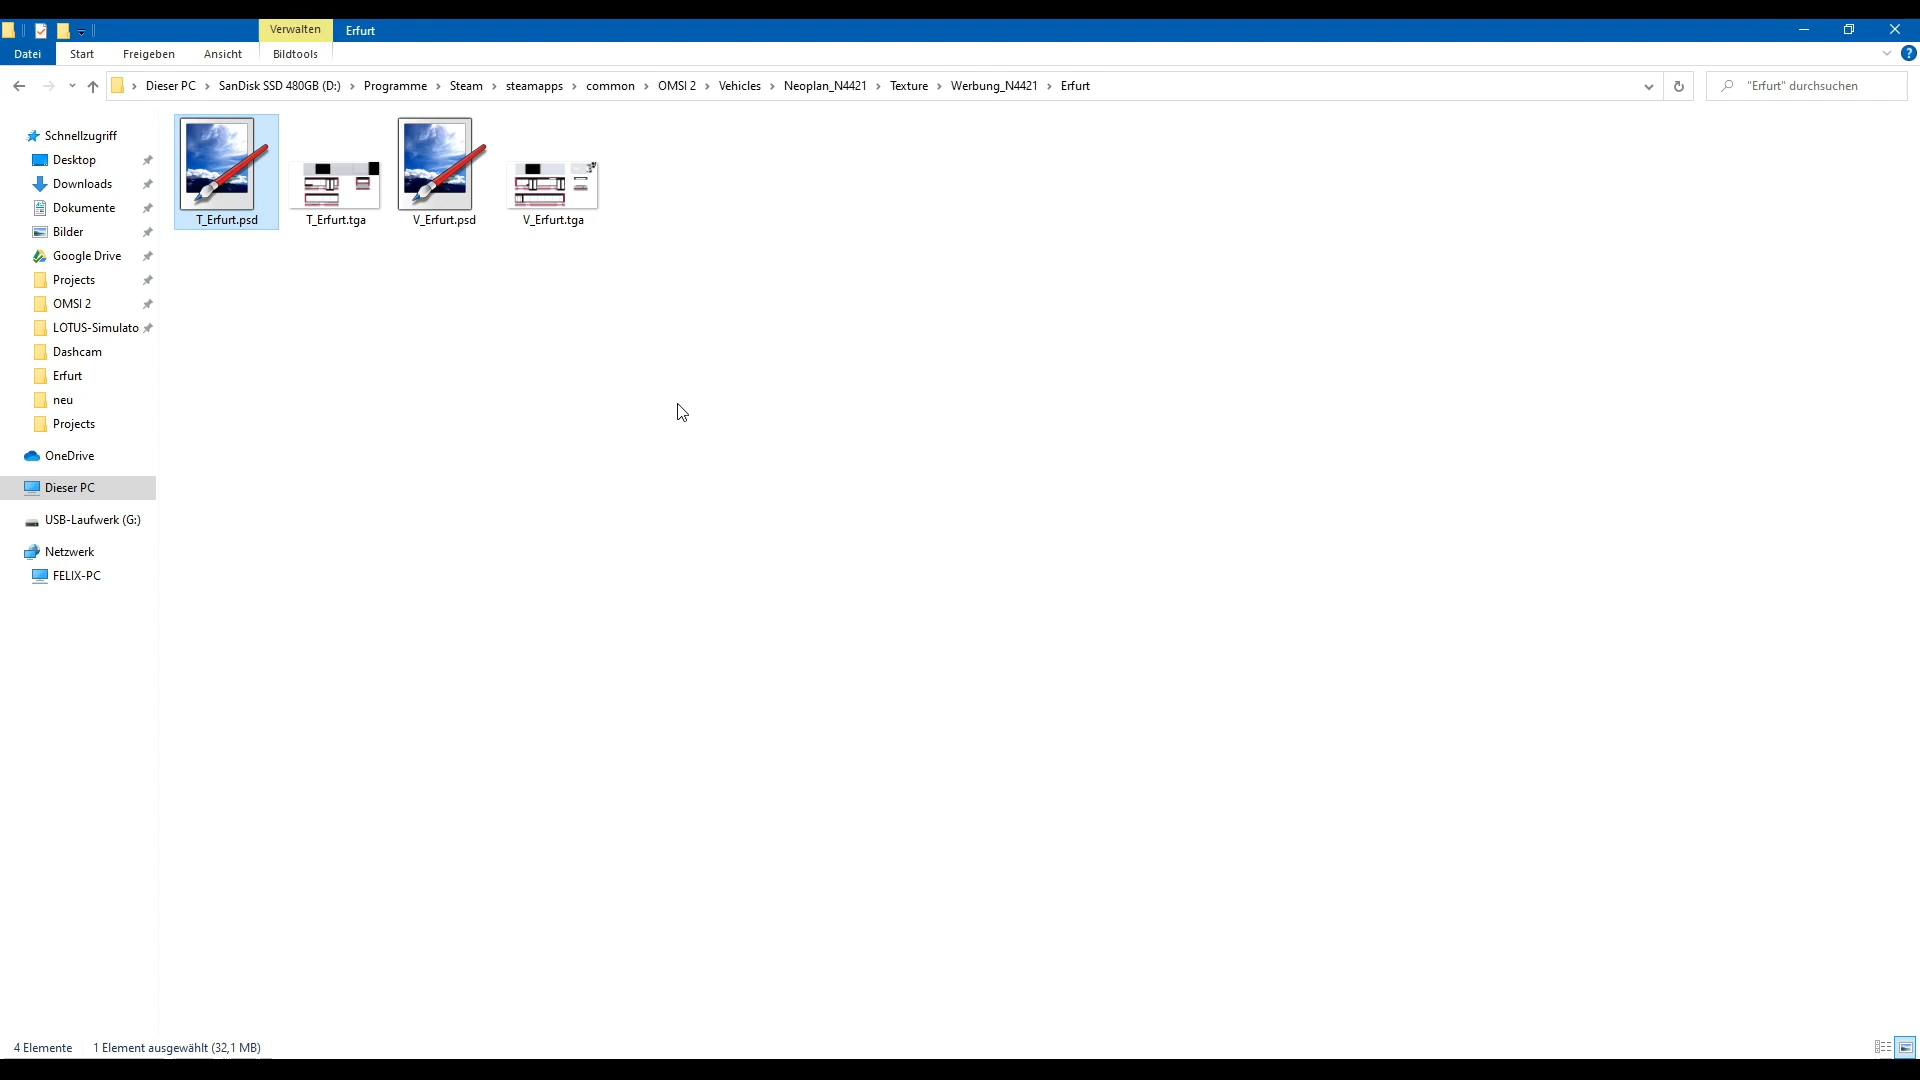 Verwalten
Erfurt
Datei
Start
Freigeben
Ansicht
Bildtools
Dieser PC
SanDisk SSD 480GB (D:)
Programme
Steam
steamapps
common
OMSI 2
Vehicles
Neoplan_N4421
Texture
Werbung_N4421
Erfurt
"Erfurt" durchsuchen
Schnellzugriff
Desktop
Downloads
Dokumente
Bilder
Google Drive
Projects
OMSI 2
LOTUS-Simulato
Dashcam
Erfurt
neu
Projects
OneDrive
Dieser PC
USB-Laufwerk (G:)
Netzwerk
FELIX-PC
T_Erfurt.psd
T_Erfurt.tga
V_Erfurt.psd
V_Erfurt.tga
4 Elemente
1 Element ausgewählt (32,1 MB)